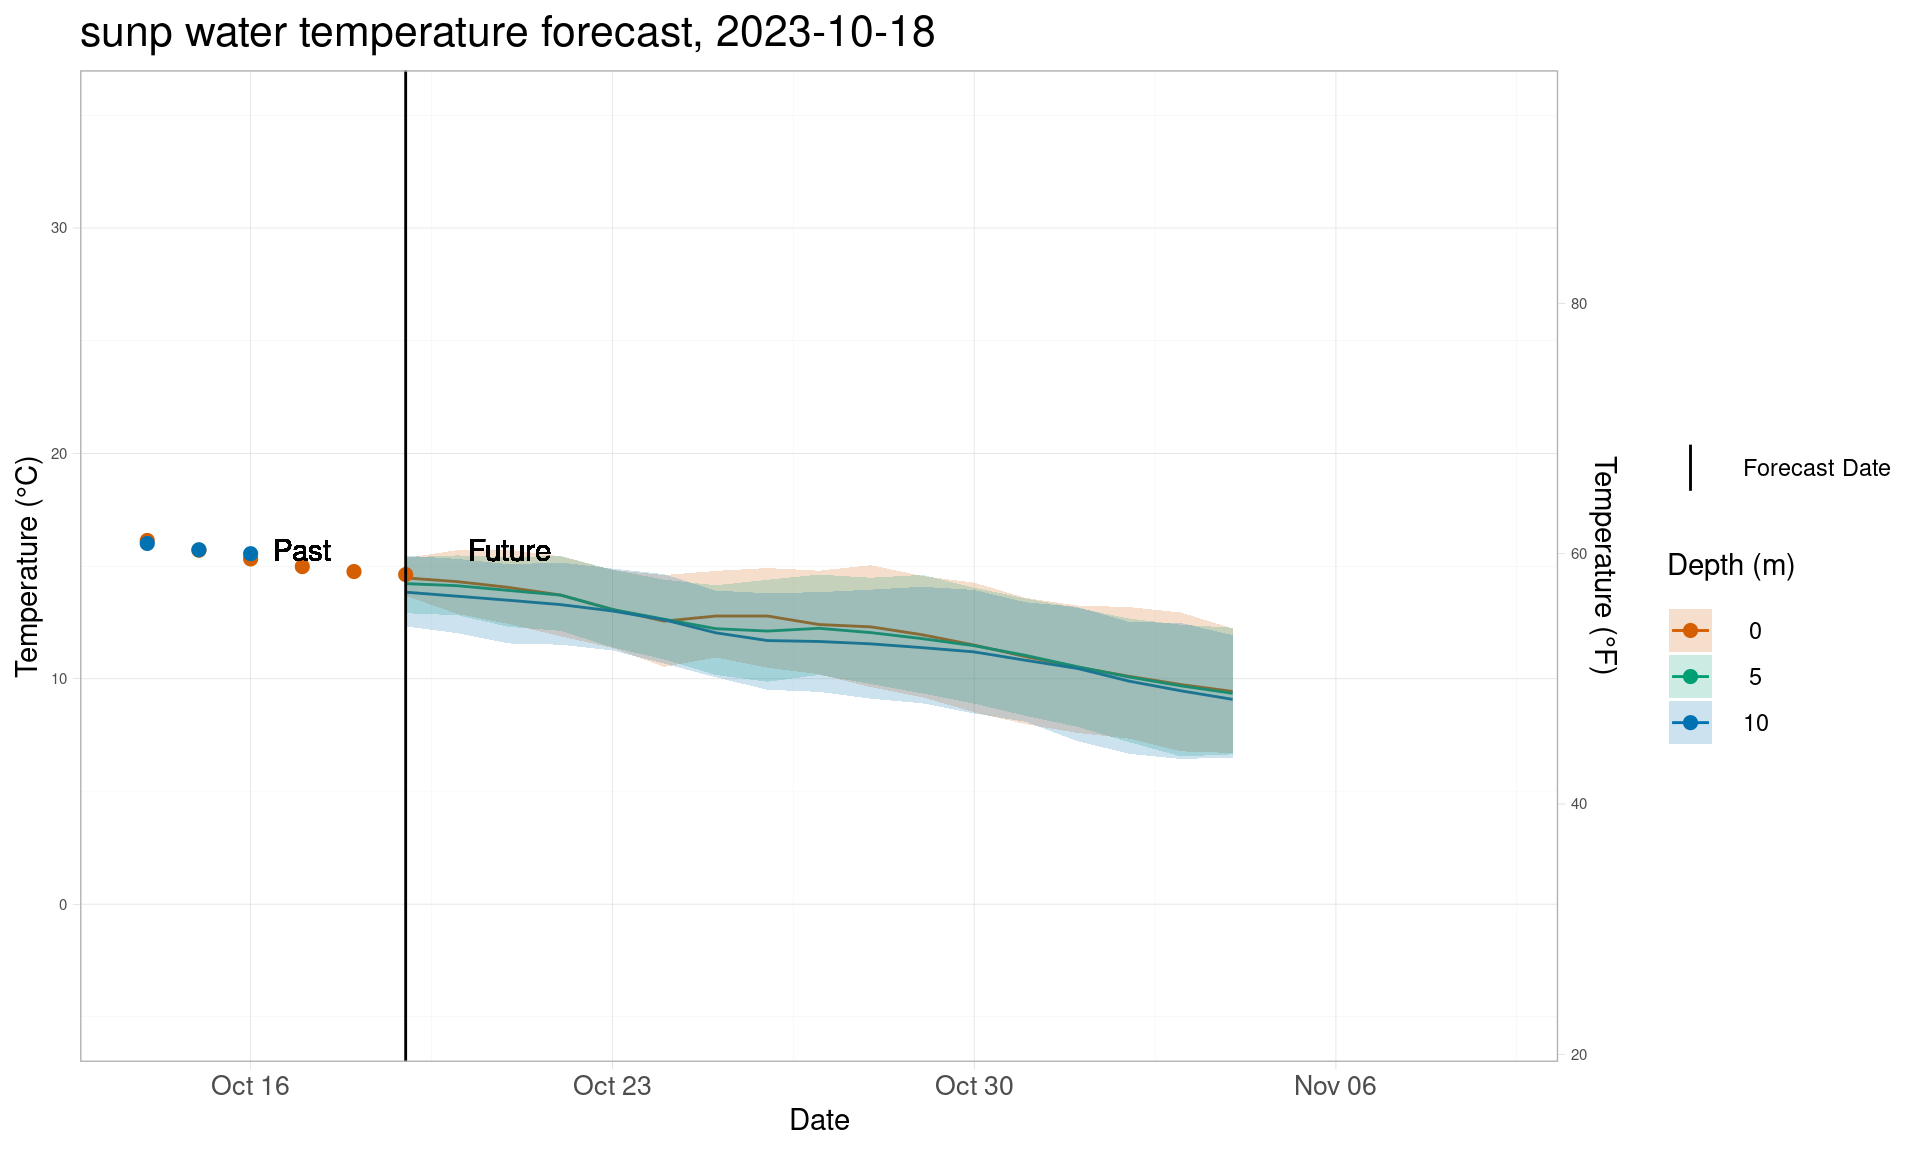 sunp water temperature forecast, 2023-10-18
30
20
10
0
Temperature (°C)
Past
Future
80
60
40
20
Temperature (°F)
Oct 16
Oct 23
Oct 30
Nov 06
Date
Forecast Date
Depth (m)
0
5
10